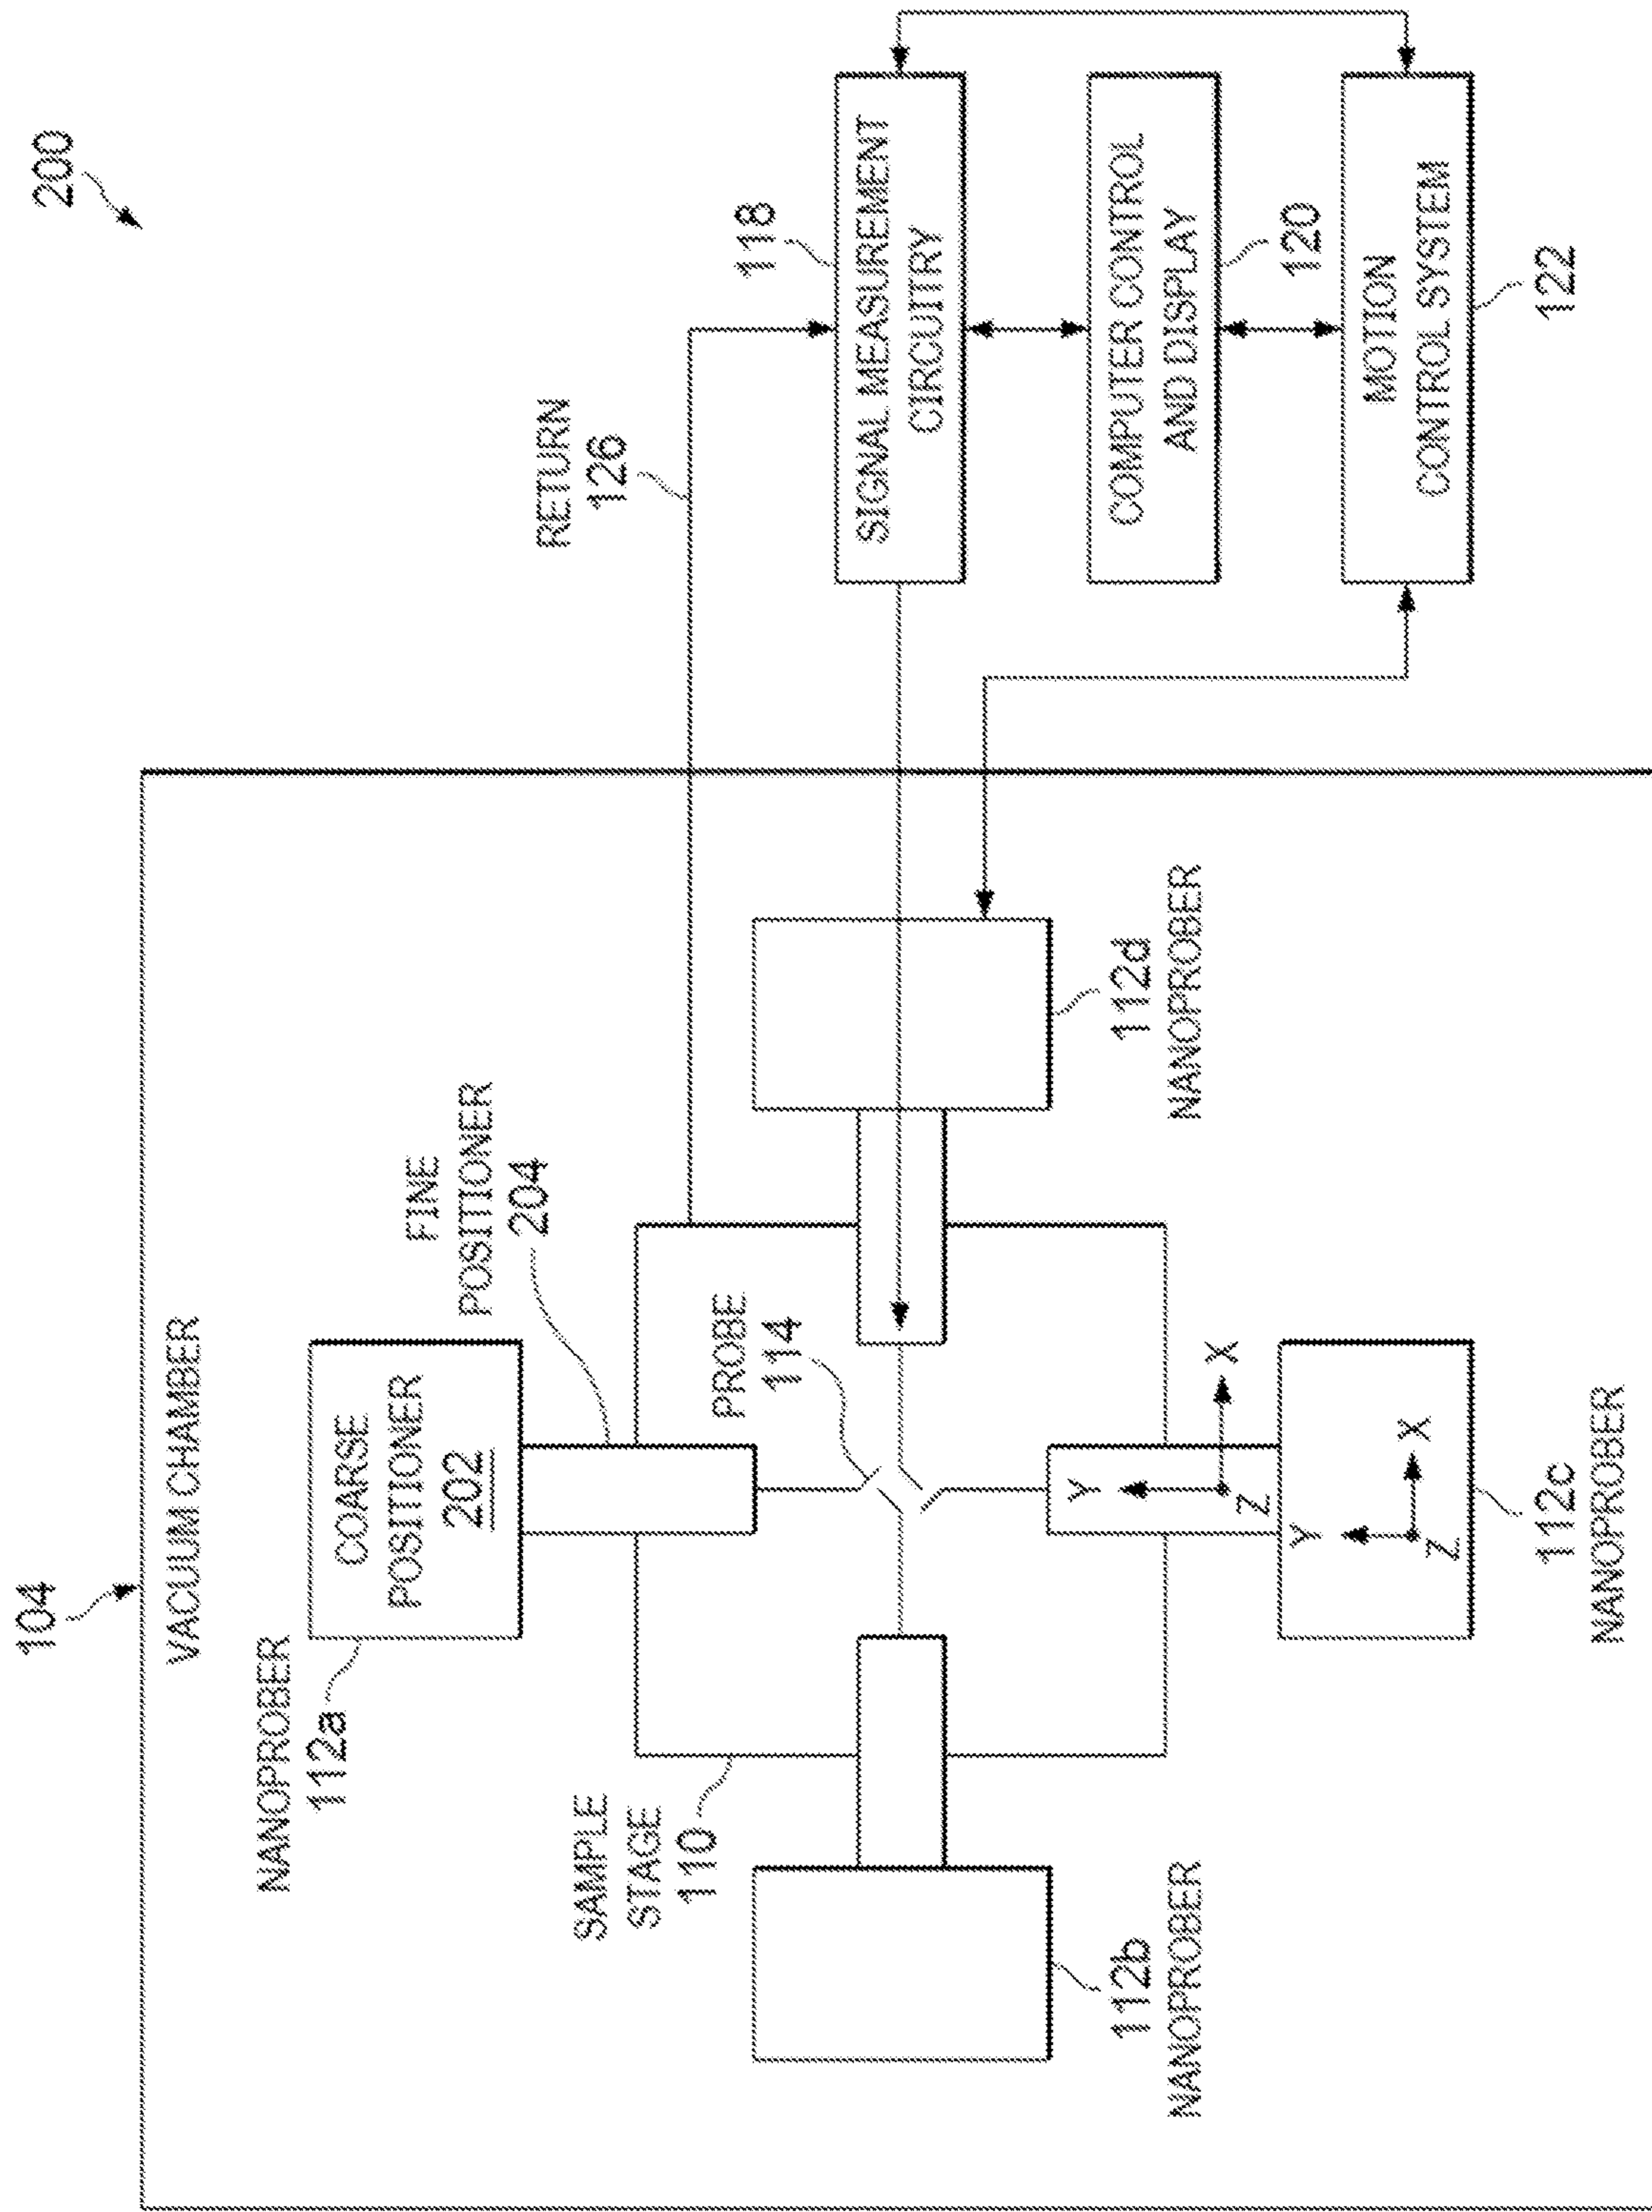 200
104
VACUUM CHAMBER
NANOPROBER
112a
COARSE
POSITIONER
202
FINE
POSITIONER
204
RETURN
126
SAMPLE
STAGE
110
PROBE
114
118
SIGNAL MEASUREMENT
CIRCUITRY
COMPUTER CONTROL
AND DISPLAY
120
MOTION
CONTROL SYSTEM
122
112b
NANOPROBER
112d
NANOPROBER
Y
X
Z
Y
X
Z
112c
NANOPROBER